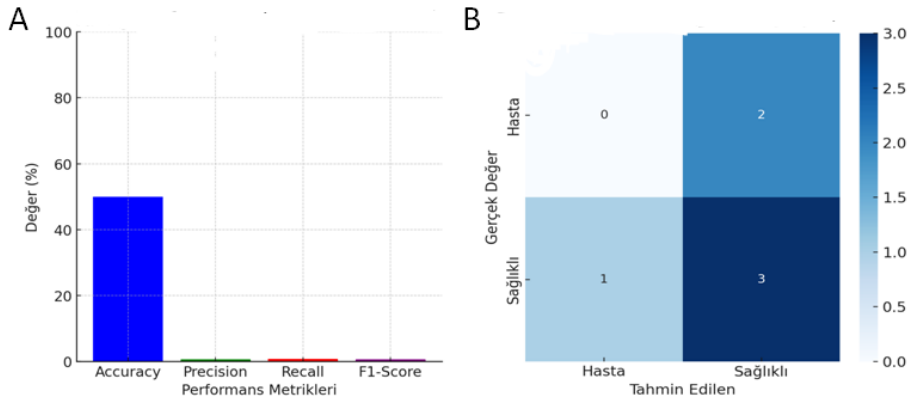 A
100
80
60
40
20
0
Değer (%)
Accuracy Precision Recall F1-Score
Performans Metrikleri
B
Gerçek Değer
Hasta
Sağlıklı
0 2
1 3
Hasta Sağlıklı
Tahmin Edilen
3.0
2.5
2.0
1.5
1.0
0.5
0.0